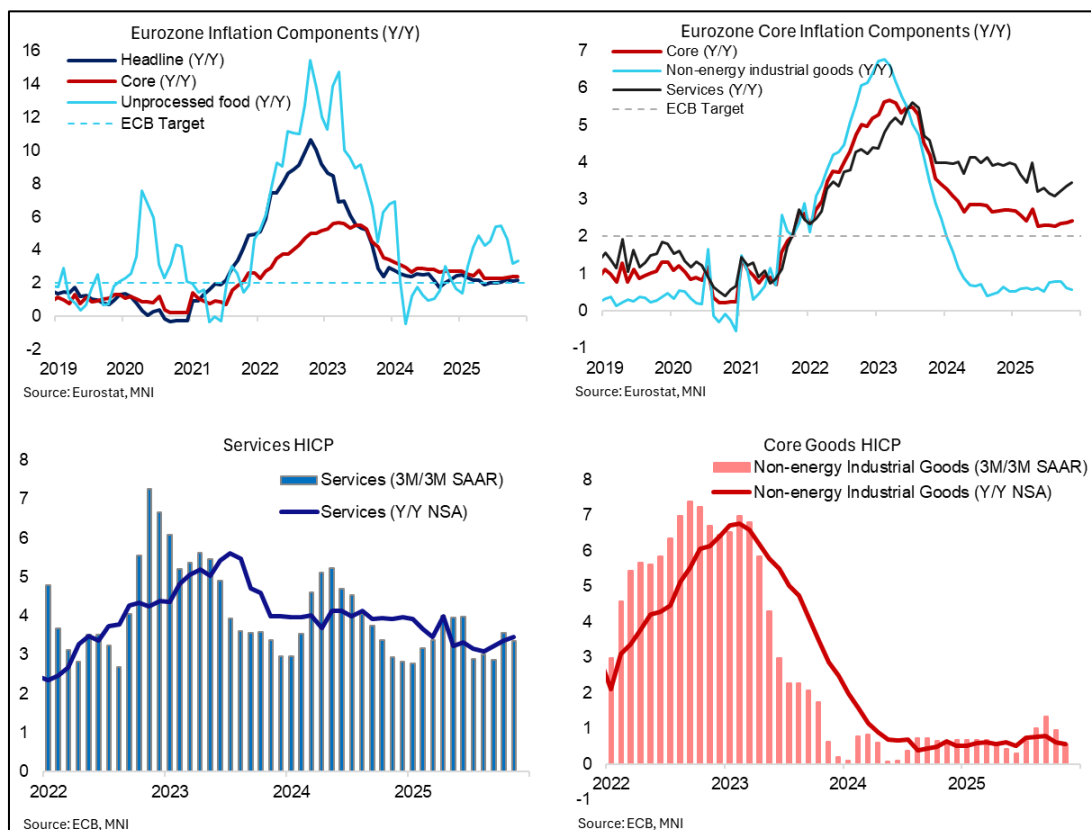 Eurozone Inflation Components (Y/Y)
16
14
12
10
8
6
4
2
0
-2
Headline (Y/Y)
Core (Y/Y)
Unprocessed food (Y/Y)
ECB Target
2019 2020 2021 2022 2023 2024 2025
Source: Eurostat, MNI
Eurozone Core Inflation Components (Y/Y)
7
6
5
4
3
2
1
0
-1
Core (Y/Y)
Non-energy industrial goods (Y/Y)
Services (Y/Y)
ECB Target
2019 2020 2021 2022 2023 2024 2025
Source: Eurostat, MNI
Services HICP
8
7
6
5
4
3
2
1
0
Services (3M/3M SAAR)
Services (Y/Y NSA)
2022 2023 2024 2025
Source: ECB, MNI
Core Goods HICP
8
7
6
5
4
3
2
1
0
-1
Non-energy Industrial Goods (3M/3M SAAR)
Non-energy Industrial Goods (Y/Y NSA)
2022 2023 2024 2025
Source: ECB, MNI